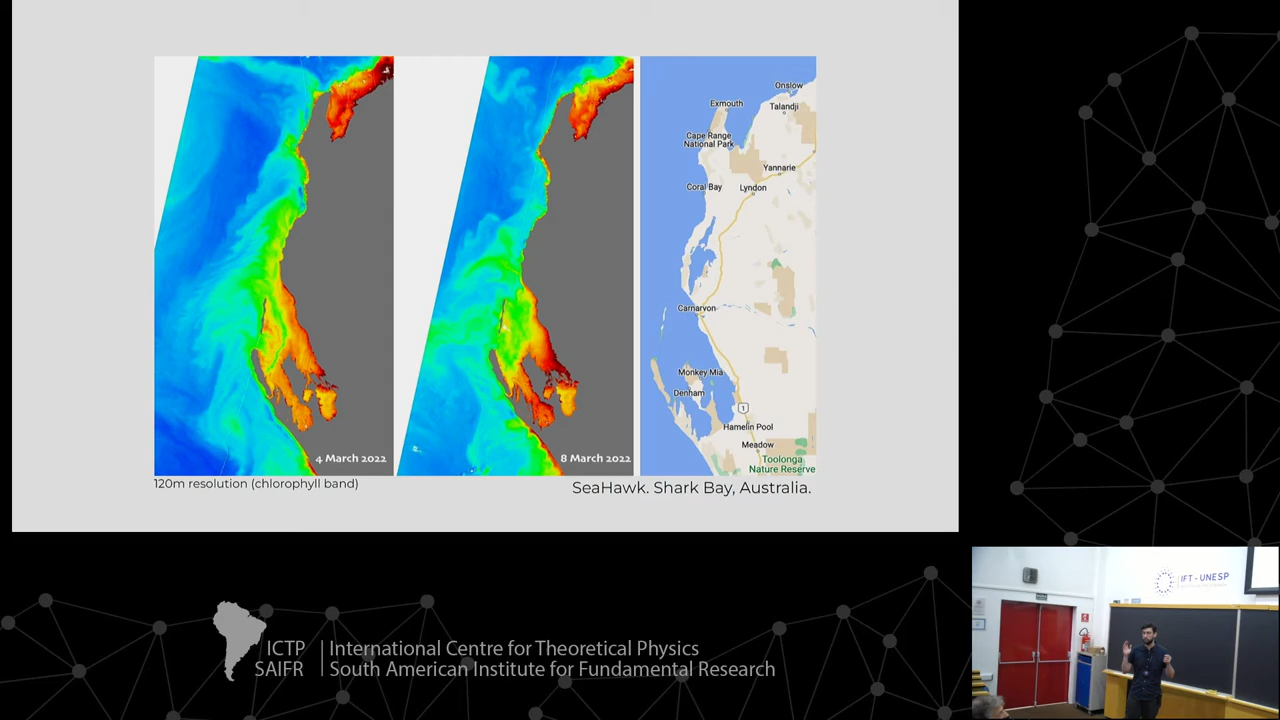 4 March 2022
8 March 2022
Onslow
Exmouth
Talandji
Cape Range
National Park
Yannarie
Coral Bay
Lyndon
Carnarvon
Monkey Mia
Denham
1
Hamelin Pool
Meadow
Toolonga
Nature Reserve
120m resolution (chlorophyll band)
SeaHawk. Shark Bay, Australia.
IFT - UNESP
ICTP
SAIFR
International Centre for Theoretical Physics
South American Institute for Fundamental Research